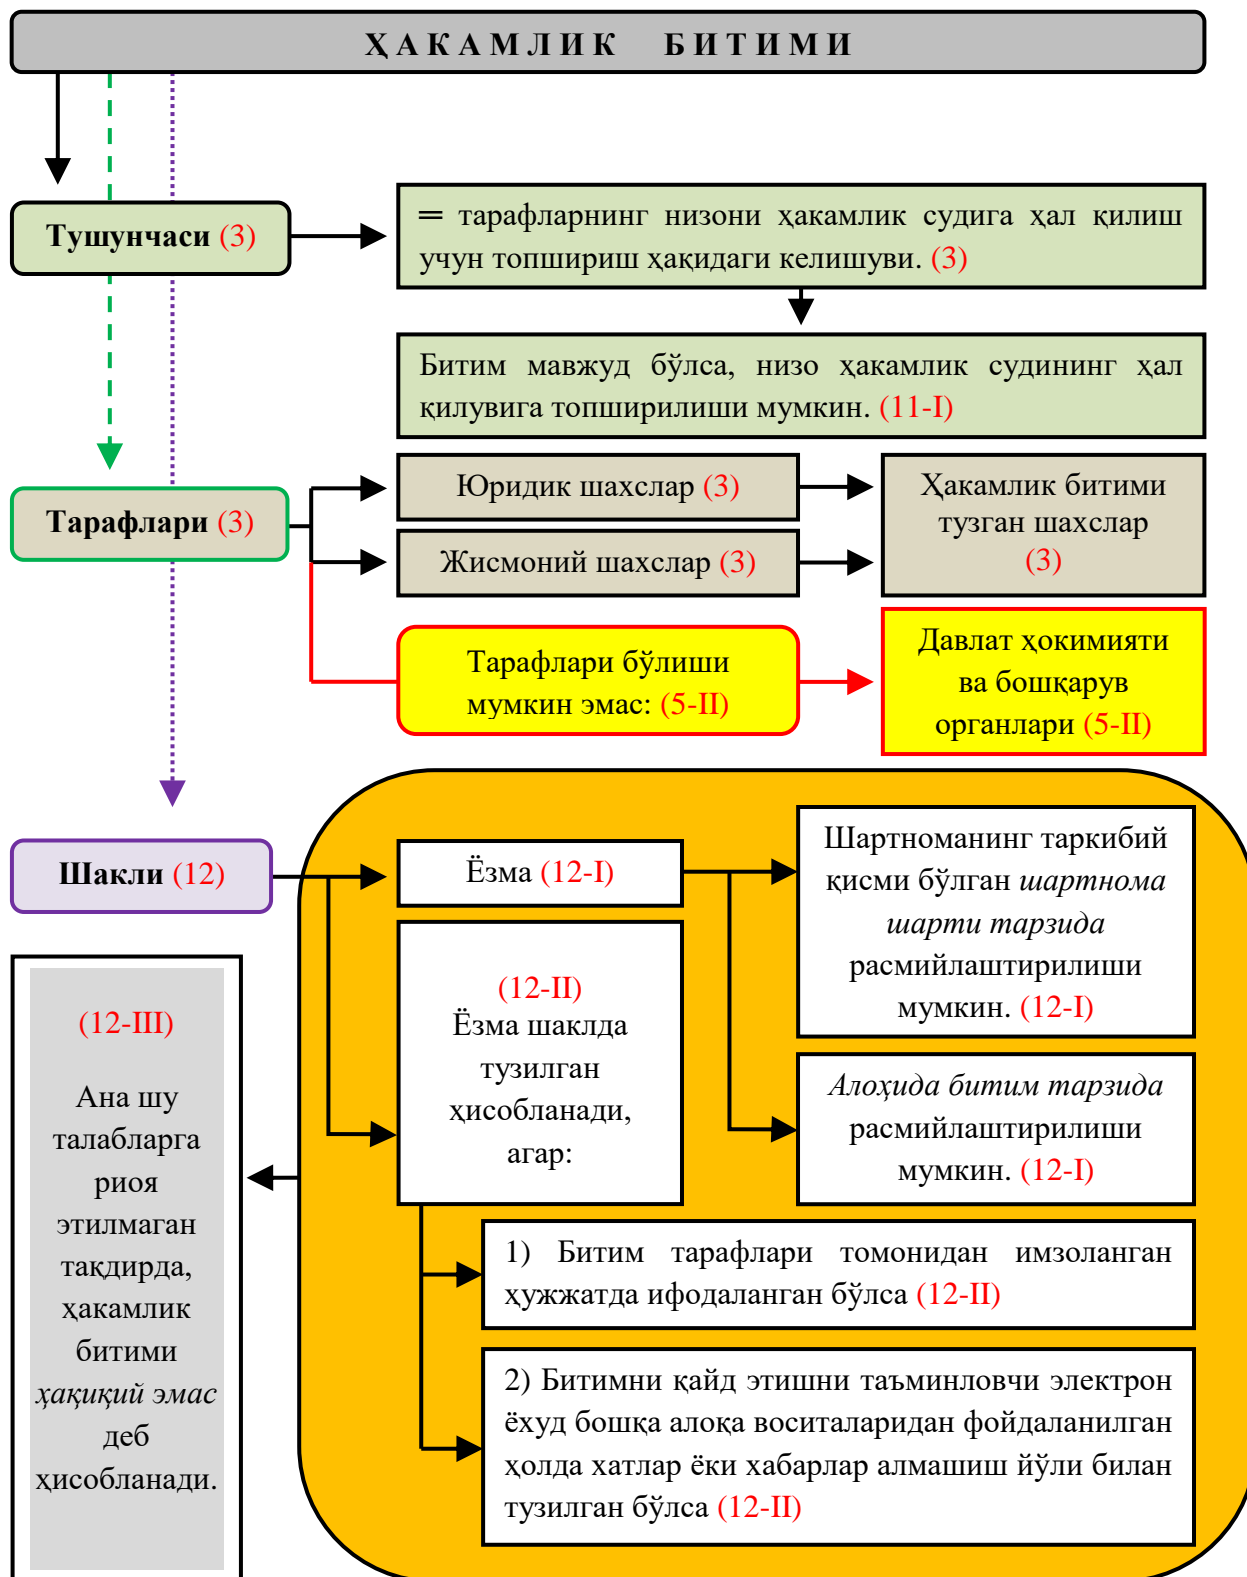 ҲАКАМЛИК БИТИМИ
Тушунчаси (3)
= тарафларнинг низони ҳакамлик судига ҳал қилиш
учун топшириш ҳақидаги келишуви. (3)
Битим мавжуд бўлса, низо ҳакамлик судининг ҳал
қилувига топширилиши мумкин. (11-I)
Тарафлари (3)
Юридик шахслар (3)
Жисмоний шахслар (3)
Ҳакамлик битими
тузган шахслар
(3)
Тарафлари бўлиши
мумкин эмас: (5-II)
Давлат ҳокимияти
ва бошқарув
органлари (5-II)
Шакли (12)
Ёзма (12-I)
Шартноманинг таркибий
қисми бўлган шартнома
шарти тарзида
расмийлаштирилиши
мумкин. (12-I)
Алоҳида битим тарзида
расмийлаштирилиши
мумкин. (12-I)
(12-II)
Ёзма шаклда
тузилган
ҳисобланади,
агар:
1) Битим тарафлари томонидан имзоланган
ҳужжатда ифодаланган бўлса (12-II)
2) Битимни қайд этишни таъминловчи электрон
ёхуд бошқа алоқа воситаларидан фойдаланилган
ҳолда хатлар ёки хабарлар алмашиш йўли билан
тузилган бўлса (12-II)
(12-III)
Ана шу
талабларга
риоя
этилмаган
тақдирда,
ҳакамлик
битими
ҳақиқий эмас
деб
ҳисобланади.